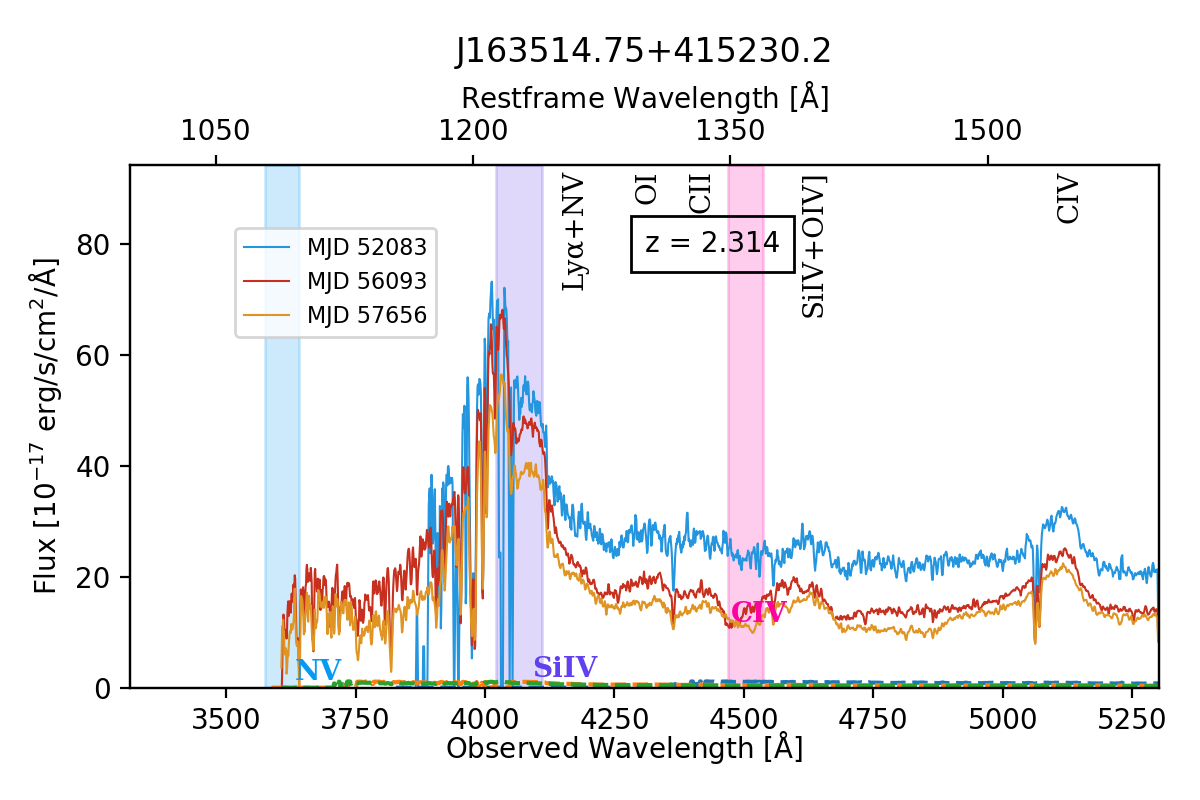 J163514.75+415230.2
Restframe Wavelength [Å]
1050 1200 1350 1500
Lyα+NV
OI
CII
SiIV+OIV]
CIV
z = 2.314
MJD 52083
MJD 56093
MJD 57656
Flux [10⁻¹⁷ erg/s/cm²/Å]
80
60
40
20
0
CIV
NV
SiIV
3500 3750 4000 4250 4500 4750 5000 5250
Observed Wavelength [Å]